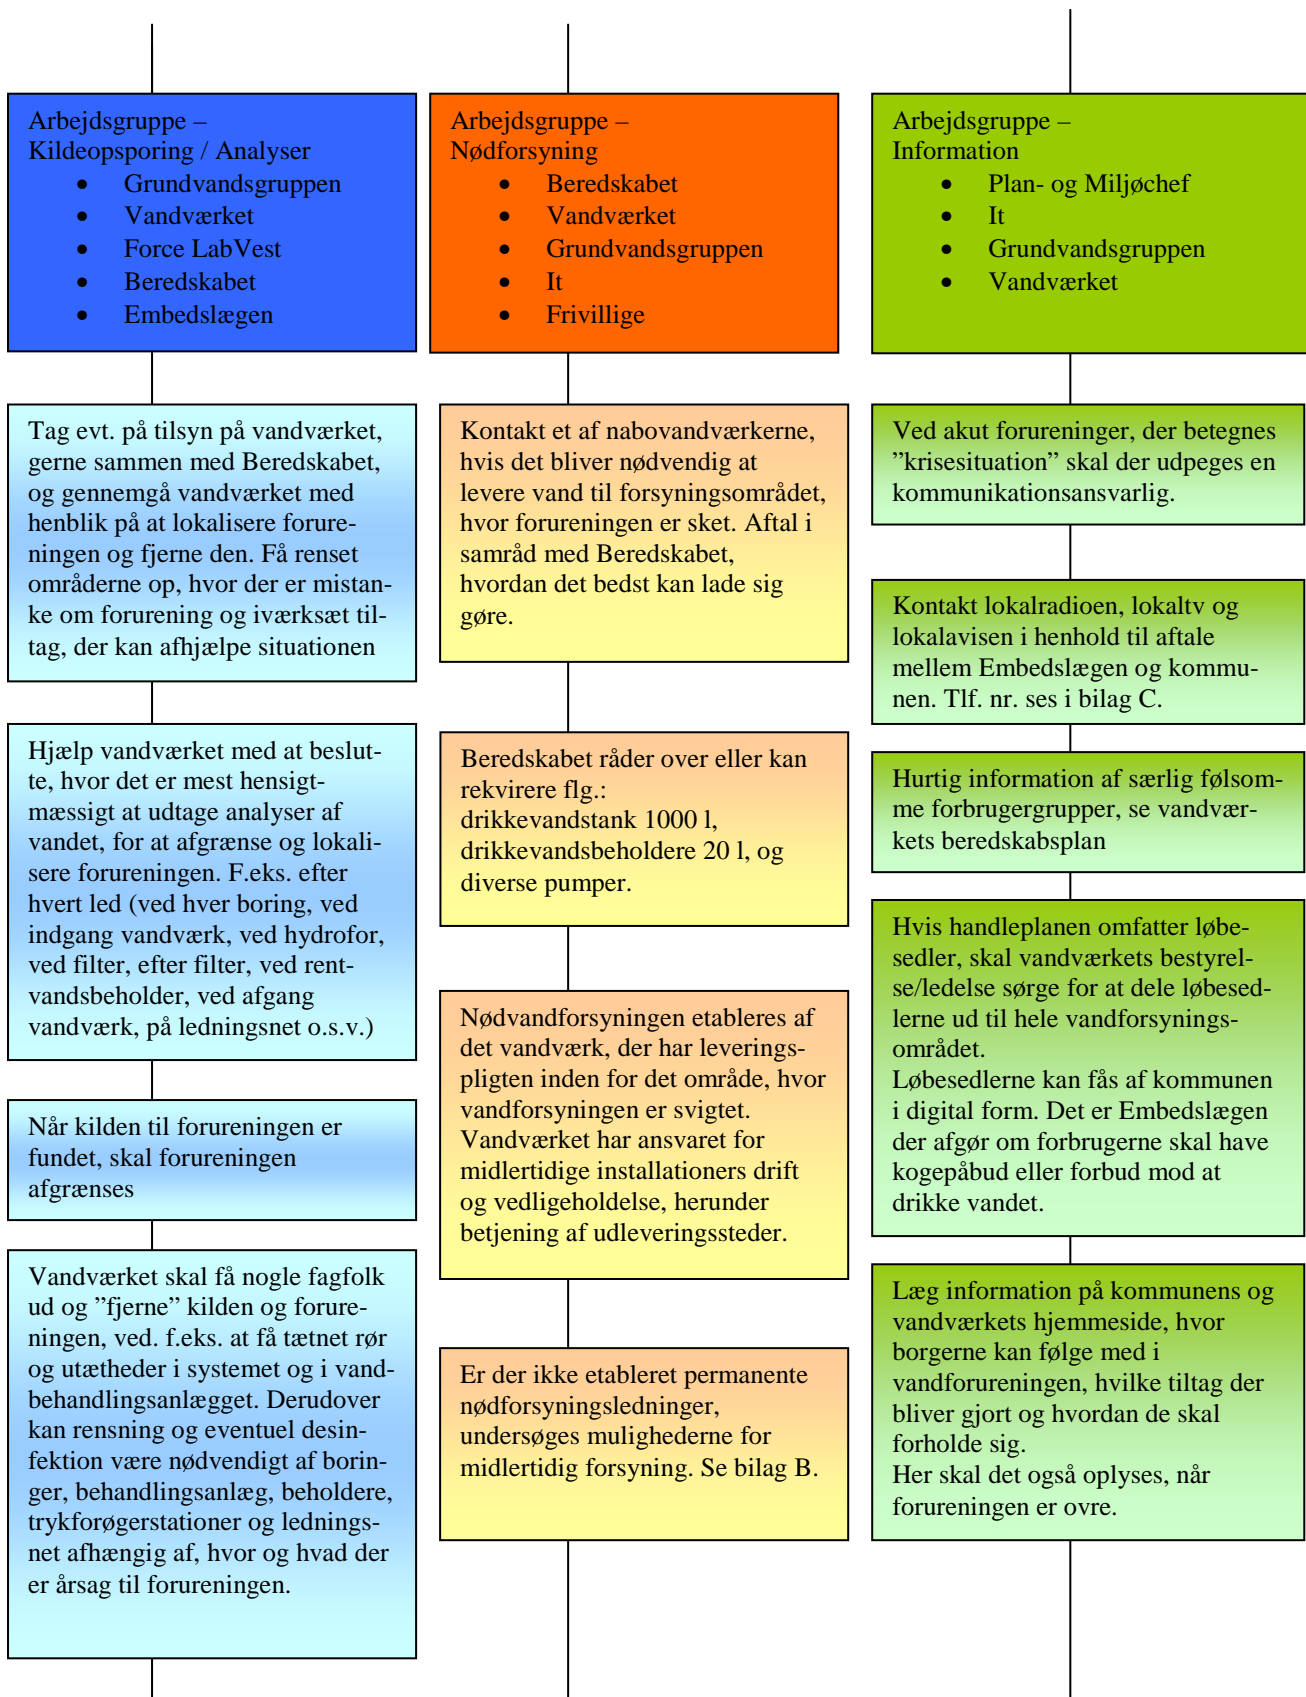 Arbejdsgruppe –
Kildeopsporing / Analyser
• Grundvandsgruppen
• Vandværket
• Force LabVest
• Beredskabet
• Embedslægen
Tag evt. på tilsyn på vandværket,
gerne sammen med Beredskabet,
og gennemgå vandværket med
henblik på at lokalisere forure-
ningen og fjerne den. Få renset
områderne op, hvor der er mistan-
ke om forurening og iværksæt til-
tag, der kan afhjælpe situationen
Hjælp vandværket med at beslut-
te, hvor det er mest hensigt-
mæssigt at udtage analyser af
vandet, for at afgrænse og lokali-
sere forureningen. F.eks. efter
hvert led (ved hver boring, ved
indgang vandværk, ved hydrofor,
ved filter, efter filter, ved rent-
vandsbeholder, ved afgang
vandværk, på ledningsnet o.s.v.)
Når kilden til forureningen er
fundet, skal forureningen
afgrænses
Vandværket skal få nogle fagfolk
ud og ”fjerne” kilden og forure-
ningen, ved. f.eks. at få tætnet rør
og utætheder i systemet og i vand-
behandlingsanlægget. Derudover
kan rensning og eventuel desin-
fektion være nødvendigt af borin-
ger, behandlingsanlæg, beholdere,
trykforøgerstationer og lednings-
net afhængig af, hvor og hvad der
er årsag til forureningen.
Arbejdsgruppe –
Nødforsyning
• Beredskabet
• Vandværket
• Grundvandsgruppen
• It
• Frivillige
Kontakt et af nabovandværkerne,
hvis det bliver nødvendig at
levere vand til forsyningsområdet,
hvor forureningen er sket. Aftal i
samråd med Beredskabet,
hvordan det bedst kan lade sig
gøre.
Beredskabet råder over eller kan
rekvirere flg.:
drikkevandstank 1000 l,
drikkevandsbeholdere 20 l, og
diverse pumper.
Nødvandforsyningen etableres af
det vandværk, der har leverings-
pligten inden for det område, hvor
vandforsyningen er svigtet.
Vandværket har ansvaret for
midlertidige installationers drift
og vedligeholdelse, herunder
betjening af udleveringssteder.
Er der ikke etableret permanente
nødforsyningsledninger,
undersøges mulighederne for
midlertidig forsyning. Se bilag B.
Arbejdsgruppe –
Information
• Plan- og Miljøchef
• It
• Grundvandsgruppen
• Vandværket
Ved akut forureninger, der betegnes
”krisesituation” skal der udpeges en
kommunikationsansvarlig.
Kontakt lokalradioen, lokaltv og
lokalavisen i henhold til aftale
mellem Embedslægen og kommu-
nen. Tlf. nr. ses i bilag C.
Hurtig information af særlig følsom-
me forbrugergrupper, se vandvær-
kets beredskabsplan
Hvis handleplanen omfatter løbe-
sedler, skal vandværkets bestyrel-
se/ledelse sørge for at dele løbesed-
lerne ud til hele vandforsynings-
området.
Løbesedlerne kan fås af kommunen
i digital form. Det er Embedslægen
der afgør om forbrugerne skal have
kogepåbud eller forbud mod at
drikke vandet.
Læg information på kommunens og
vandværkets hjemmeside, hvor
borgerne kan følge med i
vandforureningen, hvilke tiltag der
bliver gjort og hvordan de skal
forholde sig.
Her skal det også oplyses, når
forureningen er ovre.